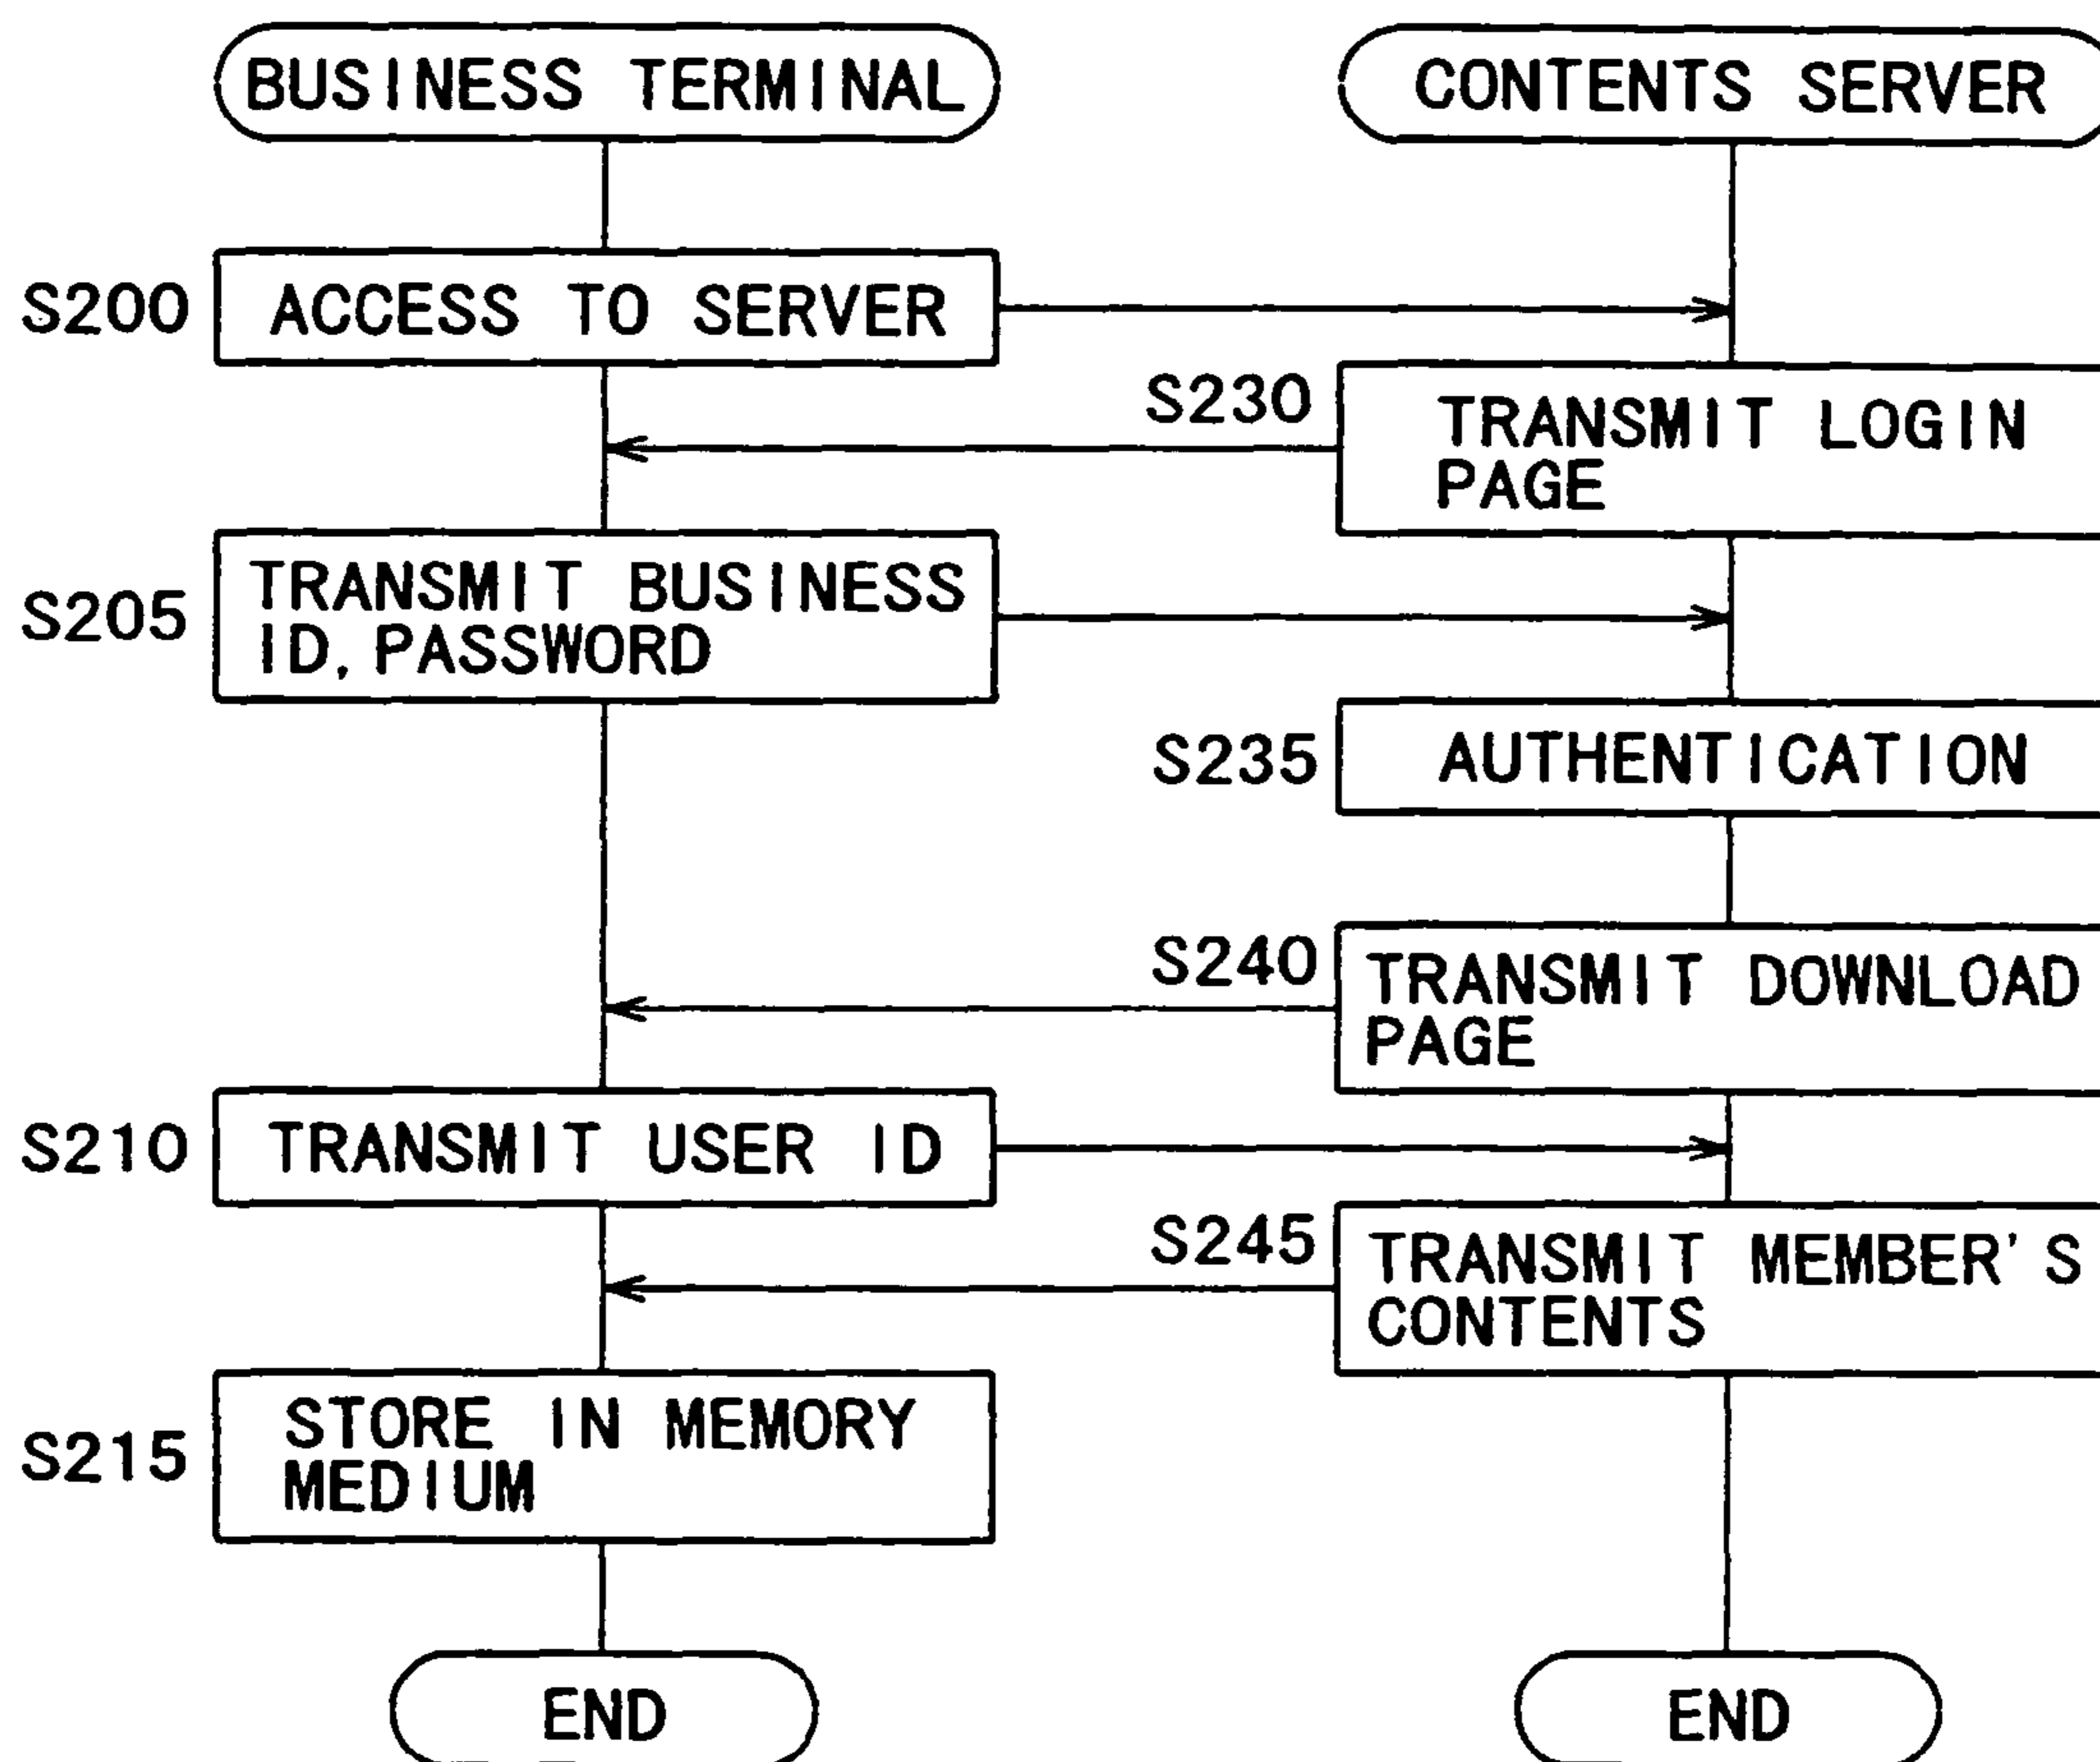 BUSINESS TERMINAL
CONTENTS SERVER
S200
ACCESS TO SERVER
S230
TRANSMIT LOGIN
PAGE
S205
TRANSMIT BUSINESS
ID, PASSWORD
S235
AUTHENTICATION
S240
TRANSMIT DOWNLOAD
PAGE
S210
TRANSMIT USER ID
S245
TRANSMIT MEMBER'S
CONTENTS
S215
STORE IN MEMORY
MEDIUM
END
END